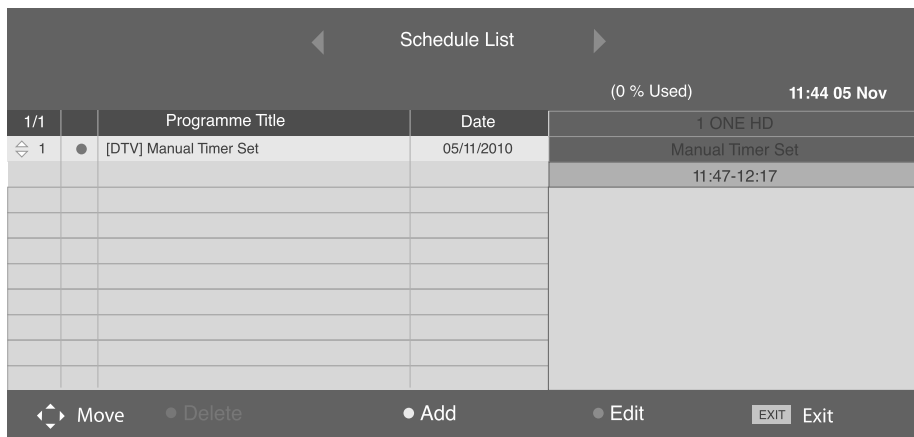 Schedule List
(0 % Used) 11:44 05 Nov
1/1 Programme Title Date 1 ONE HD
1 [DTV] Manual Timer Set 05/11/2010 Manual Timer Set
11:47-12:17
Move Delete Add Edit EXIT Exit